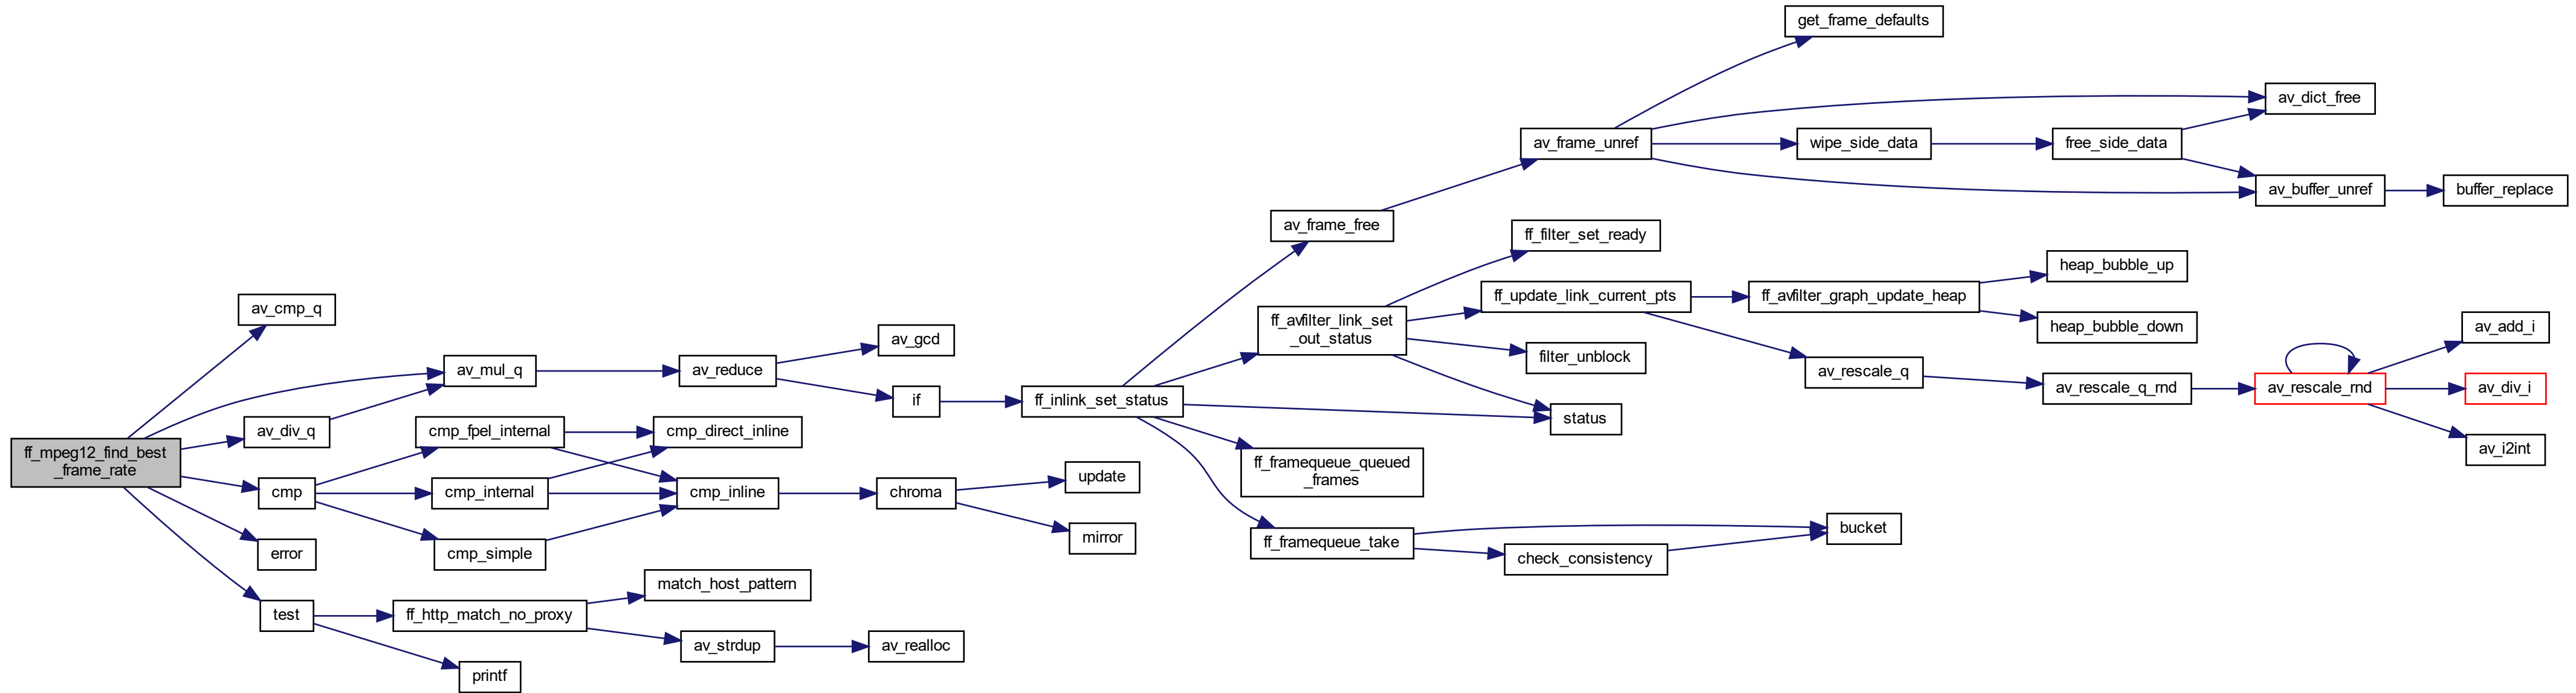 ff_mpeg12_find_best
_frame_rate
av_cmp_q
av_mul_q
av_div_q
cmp
error
test
av_reduce
cmp_fpel_internal
cmp_internal
cmp_simple
cmp_direct_inline
cmp_inline
ff_http_match_no_proxy
printf
match_host_pattern
av_strdup
av_realloc
av_gcd
if
chroma
update
mirror
ff_inlink_set_status
av_frame_free
ff_avfilter_link_set
_out_status
ff_framequeue_queued
_frames
ff_framequeue_take
av_frame_unref
ff_filter_set_ready
ff_update_link_current_pts
filter_unblock
status
check_consistency
bucket
get_frame_defaults
wipe_side_data
free_side_data
av_dict_free
av_buffer_unref
buffer_replace
ff_avfilter_graph_update_heap
heap_bubble_up
heap_bubble_down
av_rescale_q
av_rescale_q_rnd
av_rescale_rnd
av_add_i
av_div_i
av_i2int